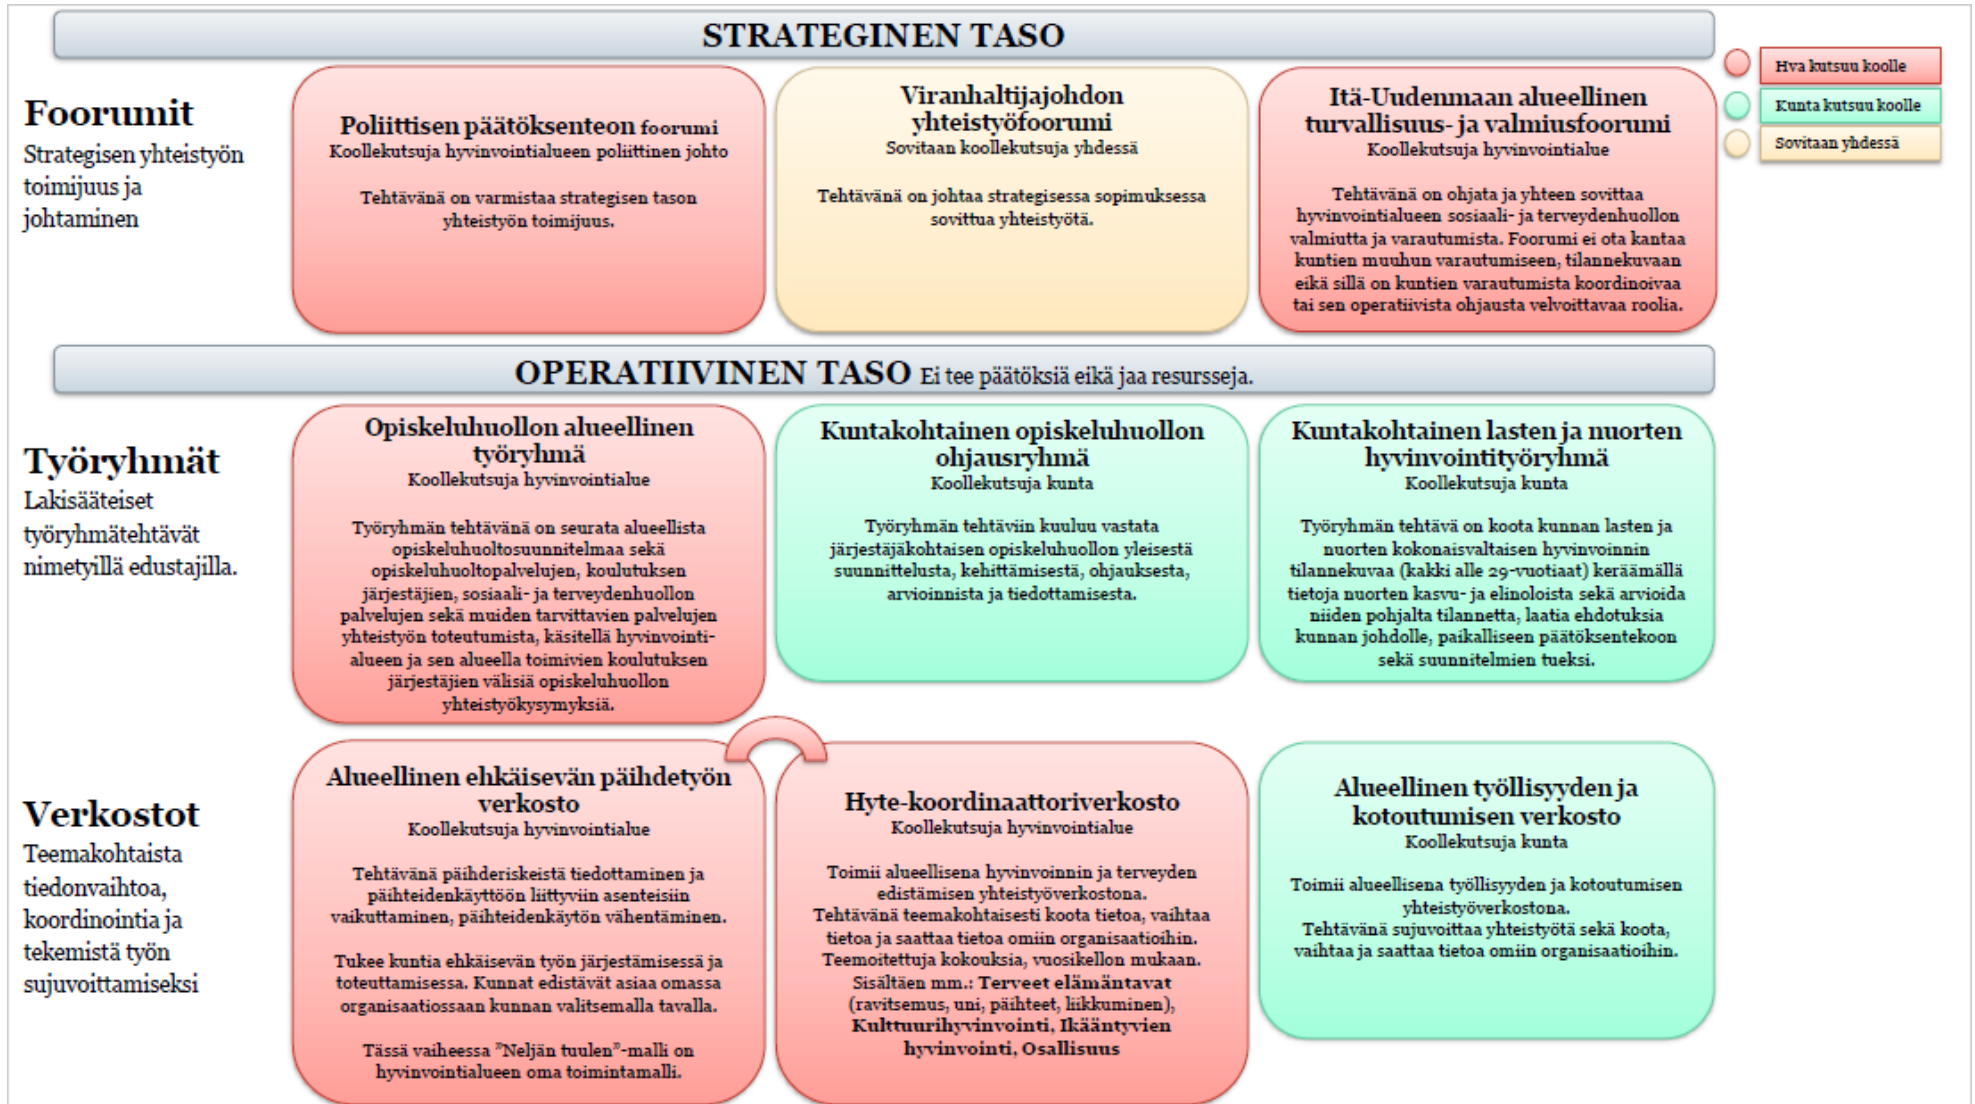 STRATEGINEN TASO
Hva kutsuu koolle
Kunta kutsuu koolle
Sovitaan yhdessä
Foorumit
Strategisen yhteistyön
toimijuus ja
johtaminen
Poliittisen päätöksenteon foorumi
Koollekutsuja hyvinvointialueen poliittinen johto
Tehtävänä on varmistaa strategisen tason
yhteistyön toimijuus.
Viranhaltijajohdon
yhteistyöfoorumi
Sovitaan koollekutsuja yhdessä
Tehtävänä on johtaa strategisessa sopimuksessa
sovittua yhteistyötä.
Itä-Uudenmaan alueellinen
turvallisuus- ja valmiusfoorumi
Koollekutsuja hyvinvointialue
Tehtävänä on ohjata ja yhteen sovittaa
hyvinvointialueen sosiaali- ja terveydenhuollon
valmiutta ja varautumista. Foorumi ei ota kantaa
kuntien muuhun varautumiseen, tilannekuvaan
eikä sillä on kuntien varautumista koordinoivaa
tai sen operatiivista ohjausta velvoittavaa roolia.
OPERATIIVINEN TASO Ei tee päätöksiä eikä jaa resursseja.
Työryhmät
Lakisääteiset
työryhmätehtävät
nimetyillä edustajilla.
Opiskeluhuollon alueellinen
työryhmä
Koollekutsuja hyvinvointialue
Työryhmän tehtävänä on seurata alueellista
opiskeluhuoltosuunnitelmaa sekä
opiskeluhuoltopalvelujen, koulutuksen
järjestäjien, sosiaali- ja terveydenhuollon
palvelujen sekä muiden tarvittavien palvelujen
yhteistyön toteutumista, käsitellä hyvinvointi-
alueen ja sen alueella toimivien koulutuksen
järjestäjien välisiä opiskeluhuollon
yhteistyökysymyksiä.
Kuntakohtainen opiskeluhuollon
ohjausryhmä
Koollekutsuja kunta
Työryhmän tehtäviin kuuluu vastata
järjestäjäkohtaisen opiskeluhuollon yleisestä
suunnittelusta, kehittämisestä, ohjauksesta,
arvioinnista ja tiedottamisesta.
Kuntakohtainen lasten ja nuorten
hyvinvointityöryhmä
Koollekutsuja kunta
Työryhmän tehtävä on koota kunnan lasten ja
nuorten kokonaisvaltaisen hyvinvoinnin
tilannekuvaa (kakki alle 29-vuotiaat) keräämällä
tietoja nuorten kasvu- ja elinoloista sekä arvioida
niiden pohjalta tilannetta, laatia ehdotuksia
kunnan johdolle, paikalliseen päätöksentekoon
sekä suunnitelmien tueksi.
Verkostot
Teemakohtaista
tiedonvaihtoa,
koordinointia ja
tekemistä työn
sujuvoittamiseksi
Alueellinen ehkäisevän päihdetyön
verkosto
Koollekutsuja hyvinvointialue
Tehtävänä päihderiskeistä tiedottaminen ja
päihteidenkäyttöön liittyviin asenteisiin
vaikuttaminen, päihteidenkäytön vähentäminen.
Tukee kuntia ehkäisevän työn järjestämisessä ja
toteuttamisessa. Kunnat edistävät asiaa omassa
organisaatiossaan kunnan valitsemalla tavalla.
Tässä vaiheessa ”Neljän tuulen”-malli on
hyvinvointialueen oma toimintamalli.
Hyte-koordinaattoriverkosto
Koollekutsuja hyvinvointialue
Toimii alueellisena hyvinvoinnin ja terveyden
edistämisen yhteistyöverkostona.
Tehtävänä teemakohtaisesti koota tietoa, vaihtaa
tietoa ja saattaa tietoa omiin organisaatioihin.
Teemoitettuja kokouksia, vuosikellon mukaan.
Sisältäen mm.: Terveet elämäntavat
(ravitsemus, uni, päihteet, liikkuminen),
Kulttuurihyvinvointi, Ikääntyvien
hyvinvointi, Osallisuus
Alueellinen työllisyyden ja
kotoutumisen verkosto
Koollekutsuja kunta
Toimii alueellisena työllisyyden ja kotoutumisen
yhteistyöverkostona.
Tehtävänä sujuvoittaa yhteistyötä sekä koota,
vaihtaa ja saattaa tietoa omiin organisaatioihin.